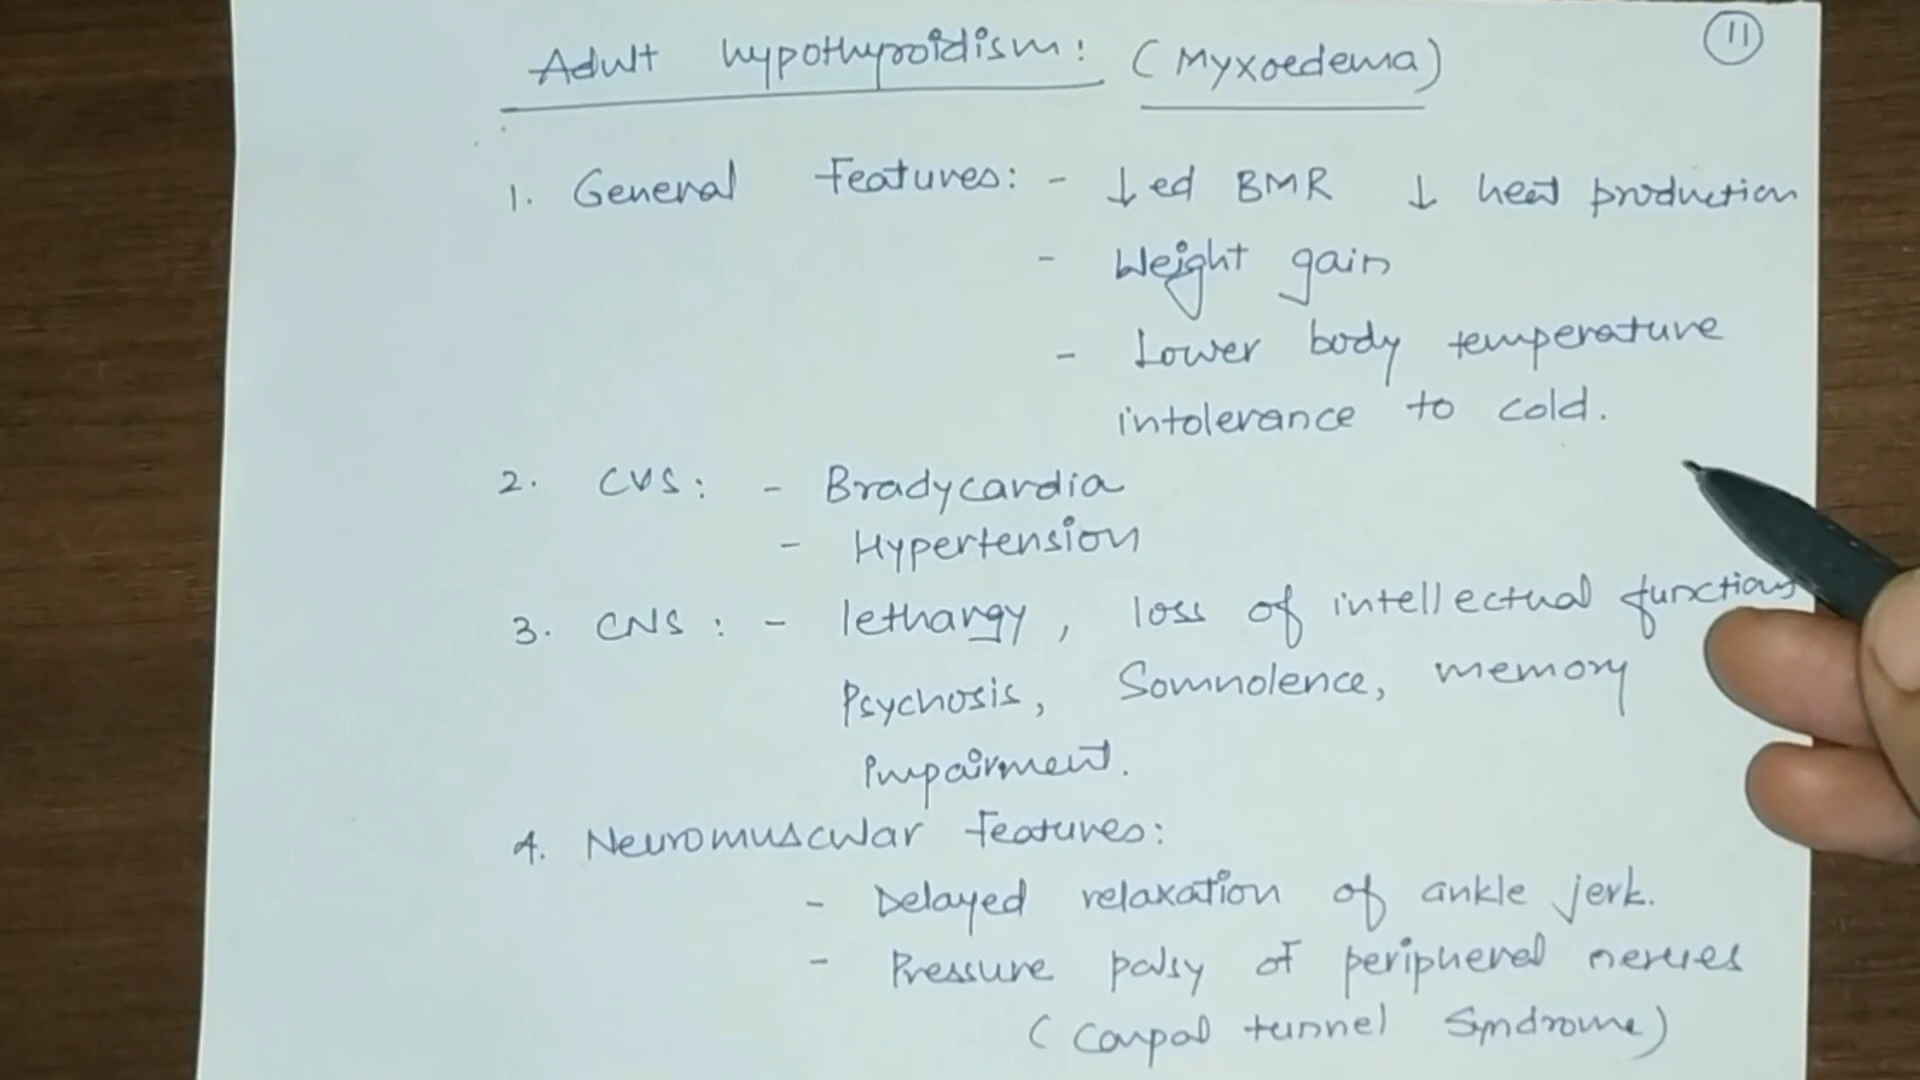 11
Adult hypothyroidism: (Myxoedema)
1. General Features: - ↓ed BMR ↓ heat production
- Weight gain
- Lower body temperature
intolerance to cold.
2. CVS: - Bradycardia
- Hypertension
3. CNS: - lethargy, loss of intellectual functions
Psychosis, Somnolence, memory
impairment.
4. Neuromuscular Features:
- Delayed relaxation of ankle jerk.
- Pressure palsy of peripheral nerves
(Carpal tunnel Syndrome)